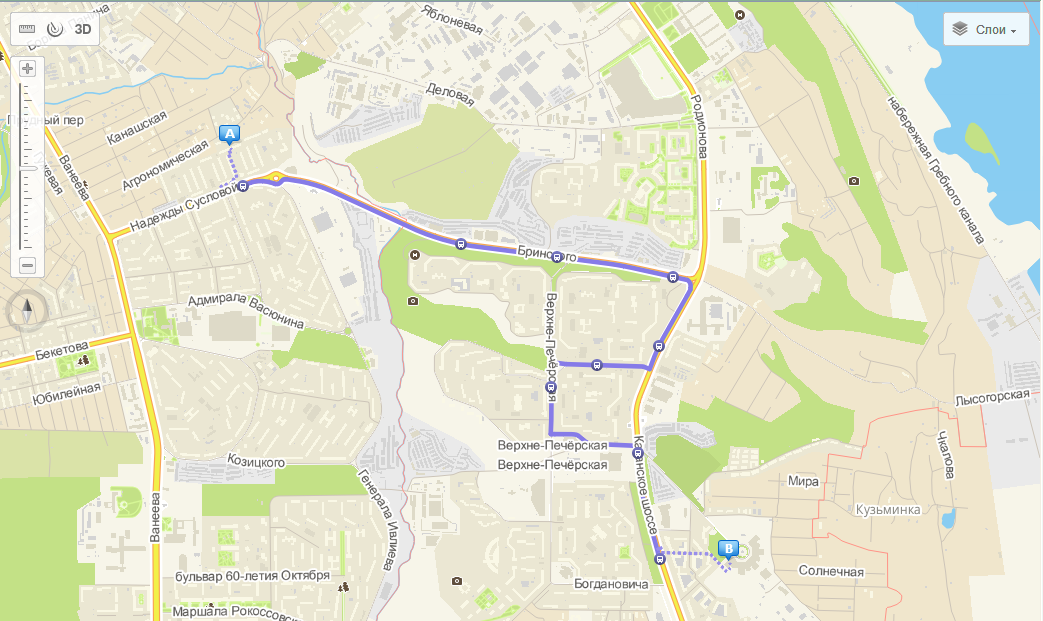 3D
Слои
Яблоневая
Деловая
Родионова
набережная Гребного канала
Канашская
Ванеева
Агрономическая
Надежды Сусловой
A
Бринского
Адмирала Васюнина
Верхне-Печёрская
Бекетова
Юбилейная
Лысогорская
Чкалова
Верхне-Печёрская
Верхне-Печёрская
Козицкого
Казанское шоссе
Мира
Кузьминка
Генерала Ивлиева
Ванеева
B
Солнечная
бульвар 60-летия Октября
Богдановича
Маршала Рокоссовс